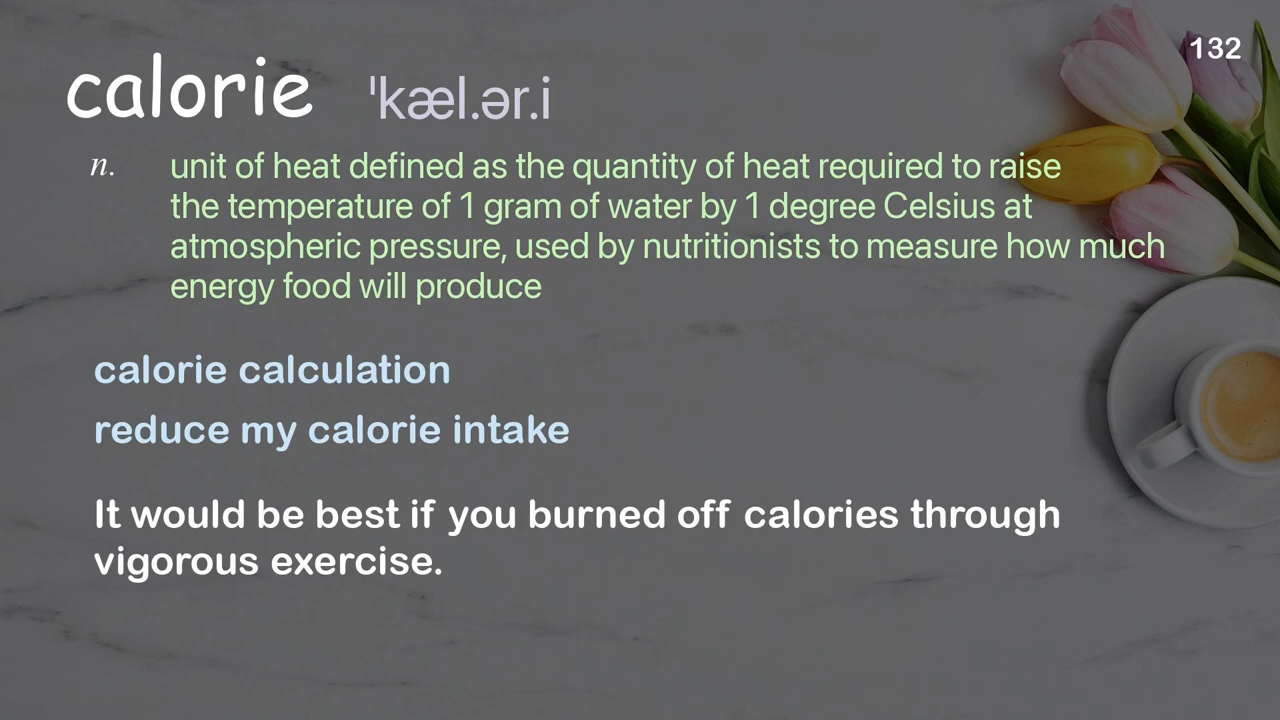 132
calorie ˈkæl.ər.i
n. unit of heat defined as the quantity of heat required to raise
the temperature of 1 gram of water by 1 degree Celsius at
atmospheric pressure, used by nutritionists to measure how much
energy food will produce
calorie calculation
reduce my calorie intake
It would be best if you burned off calories through
vigorous exercise.